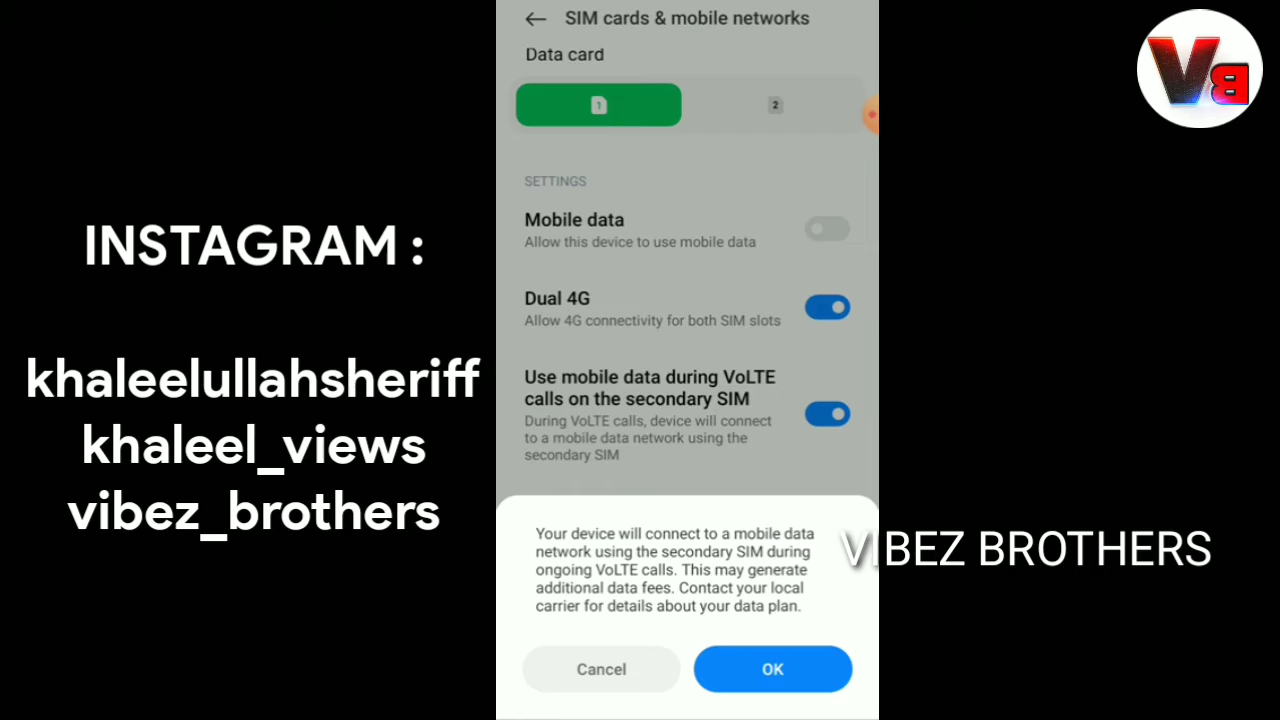 INSTAGRAM :
khaleelullahsheriff
khaleel_views
vibez_brothers
SIM cards & mobile networks
Data card
1
2
SETTINGS
Mobile data
Allow this device to use mobile data
Dual 4G
Allow 4G connectivity for both SIM slots
Use mobile data during VoLTE
calls on the secondary SIM
During VoLTE calls, device will connect
to a mobile data network using the
secondary SIM
Your device will connect to a mobile data
network using the secondary SIM during
ongoing VoLTE calls. This may generate
additional data fees. Contact your local
carrier for details about your data plan.
Cancel
OK
VB
VIBEZ BROTHERS